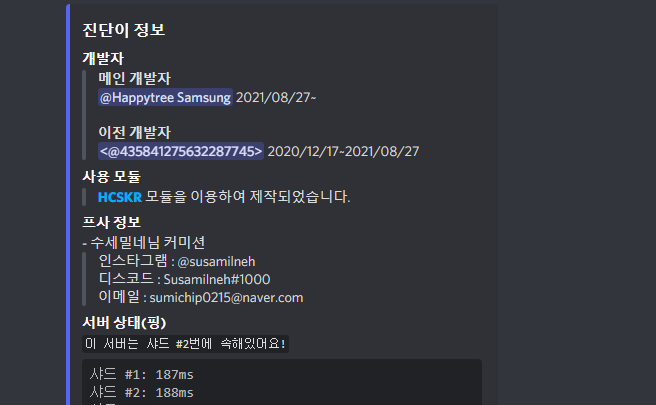 진단이 정보
개발자
메인 개발자
@Happytree Samsung 2021/08/27~
이전 개발자
<@435841275632287745> 2020/12/17~2021/08/27
사용 모듈
HCSKR 모듈을 이용하여 제작되었습니다.
프사 정보
- 수세밀네님 커미션
인스타그램 : @susamilneh
디스코드 : Susamilneh#1000
이메일 : sumichip0215@naver.com
서버 상태(핑)
이 서버는 샤드 #2번에 속해있어요!
샤드 #1: 187ms
샤드 #2: 188ms